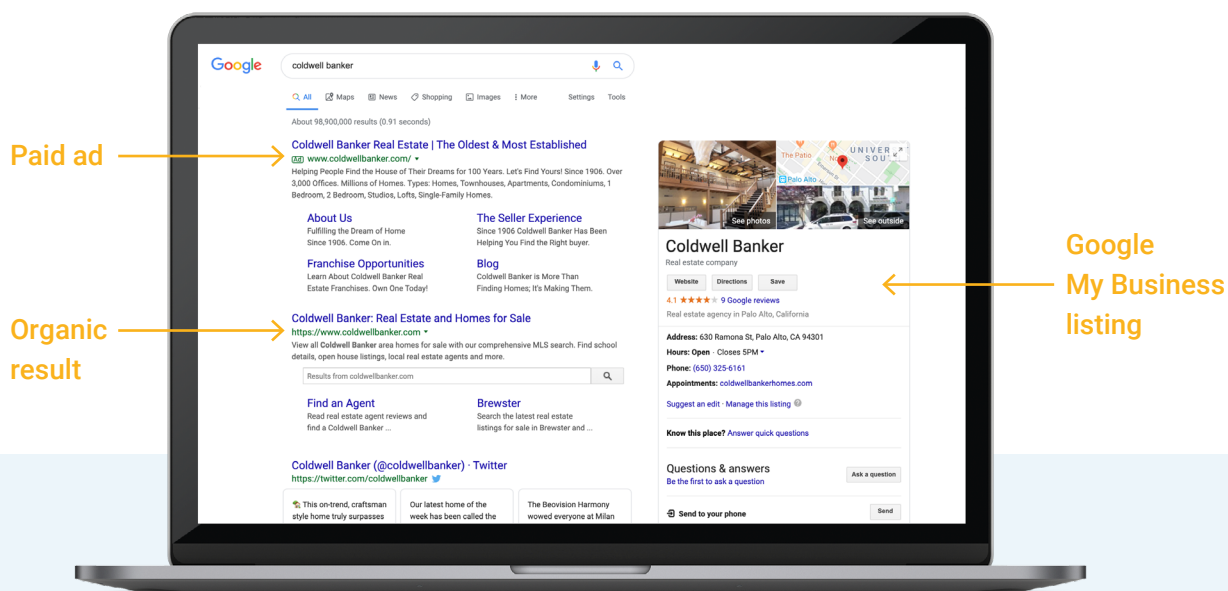 Google
coldwell banker
All Maps News Shopping Images More Settings Tools
About 98,900,000 results (0.91 seconds)
Paid ad
Coldwell Banker Real Estate | The Oldest & Most Established
Ad www.coldwellbanker.com/
Helping People Find the House of Their Dreams for 100 Years. Let's Find Yours! Since 1906. Over
3,000 Offices. Millions of Homes. Types: Homes, Townhouses, Apartments, Condominiums, 1
Bedroom, 2 Bedroom, Studios, Lofts, Single-Family Homes.
About Us
Fulfilling the Dream of Home
Since 1906. Come On in.
The Seller Experience
Since 1906 Coldwell Banker Has Been
Helping You Find the Right buyer.
Franchise Opportunities
Learn About Coldwell Banker Real
Estate Franchises. Own One Today!
Blog
Coldwell Banker is More Than
Finding Homes; It's Making Them.
Organic
result
Coldwell Banker: Real Estate and Homes for Sale
https://www.coldwellbanker.com
View all Coldwell Banker area homes for sale with our comprehensive MLS search. Find school
details, open house listings, local real estate agents and more.
Results from coldwellbanker.com
Find an Agent
Read real estate agent reviews and
find a Coldwell Banker ...
Brewster
Search the latest real estate
listings for sale in Brewster and ...
Coldwell Banker (@coldwellbanker) · Twitter
https://twitter.com/coldwellbanker
This on-trend, craftsman
style home truly surpasses
Our latest home of the
week has been called the
The Beovision Harmony
wowed everyone at Milan
The Patio
UNIVER
SOU
Palo Alto
See photos
See outside
Coldwell Banker
Real estate company
Website Directions Save
4.1 9 Google reviews
Real estate agency in Palo Alto, California
Address: 630 Ramona St, Palo Alto, CA 94301
Hours: Open · Closes 5PM
Phone: (650) 325-6161
Appointments: coldwellbankerhomes.com
Suggest an edit · Manage this listing
Know this place? Answer quick questions
Questions & answers
Be the first to ask a question
Ask a question
Send to your phone
Send
Google
My Business
listing